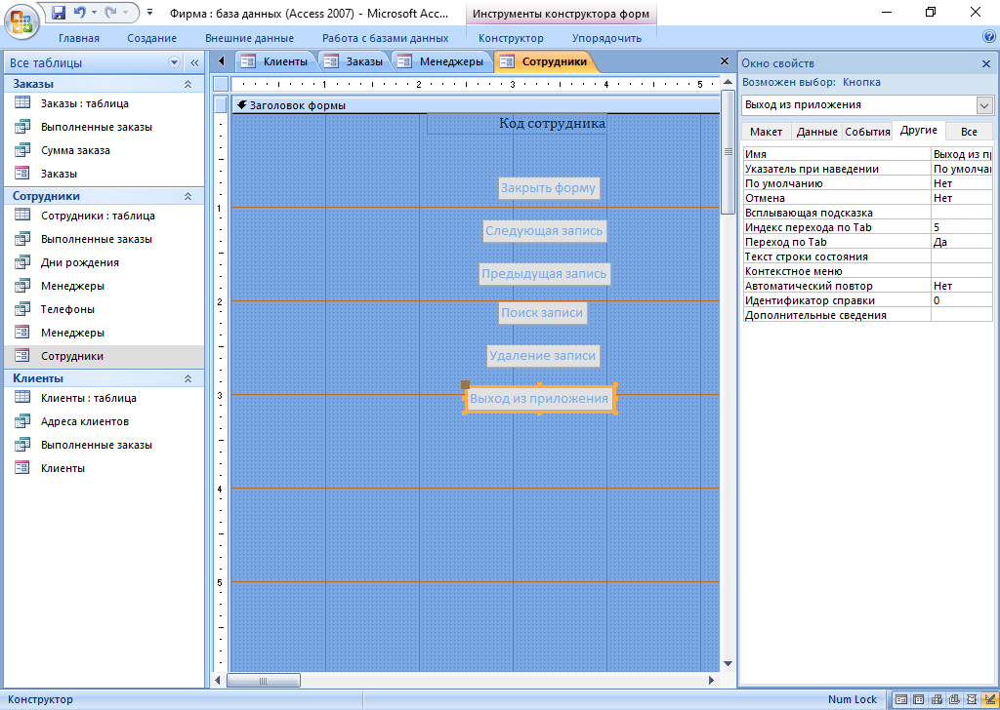 Фирма : база данных (Access 2007) - Microsoft Acc...
Инструменты конструктора форм
Главная
Создание
Внешние данные
Работа с базами данных
Конструктор
Упорядочить
Все таблицы
Заказы
Заказы : таблица
Выполненные заказы
Сумма заказа
Заказы
Сотрудники
Сотрудники : таблица
Выполненные заказы
Дни рождения
Менеджеры
Телефоны
Менеджеры
Сотрудники
Клиенты
Клиенты : таблица
Адреса клиентов
Выполненные заказы
Клиенты
Клиенты
Заказы
Менеджеры
Сотрудники
1 2 3 4 5
Заголовок формы
Код сотрудника
Закрыть форму
1
Следующая запись
Предыдущая запись
2
Поиск записи
Удаление записи
3
Выход из приложения
4
5
Окно свойств
Возможен выбор: Кнопка
Выход из приложения
Макет
Данные
События
Другие
Все
Имя Выход из п
Указатель при наведении По умолча
По умолчанию Нет
Отмена Нет
Всплывающая подсказка
Индекс перехода по Tab 5
Переход по Tab Да
Текст строки состояния
Контекстное меню
Автоматический повтор Нет
Идентификатор справки 0
Дополнительные сведения
Конструктор
Num Lock